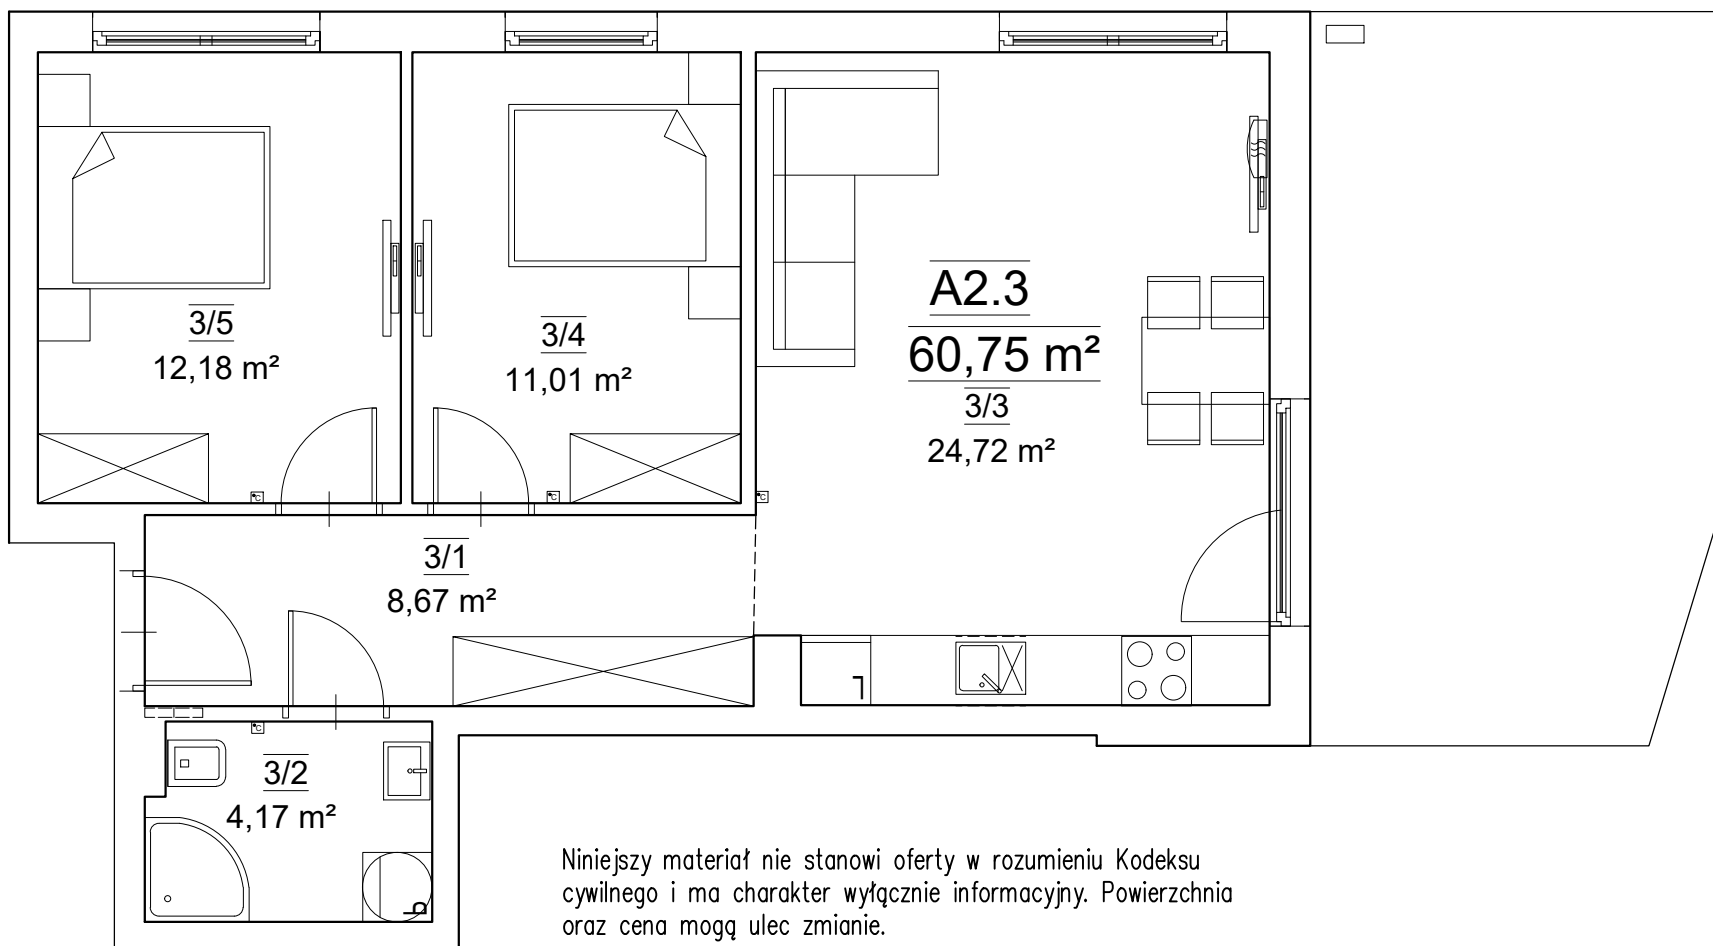 3/5
12,18 m²
3/4
11,01 m²
A2.3
60,75 m²
3/3
24,72 m²
3/1
8,67 m²
3/2
4,17 m²
Niniejszy materiał nie stanowi oferty w rozumieniu Kodeksu
cywilnego i ma charakter wyłącznie informacyjny. Powierzchnia
oraz cena mogą ulec zmianie.